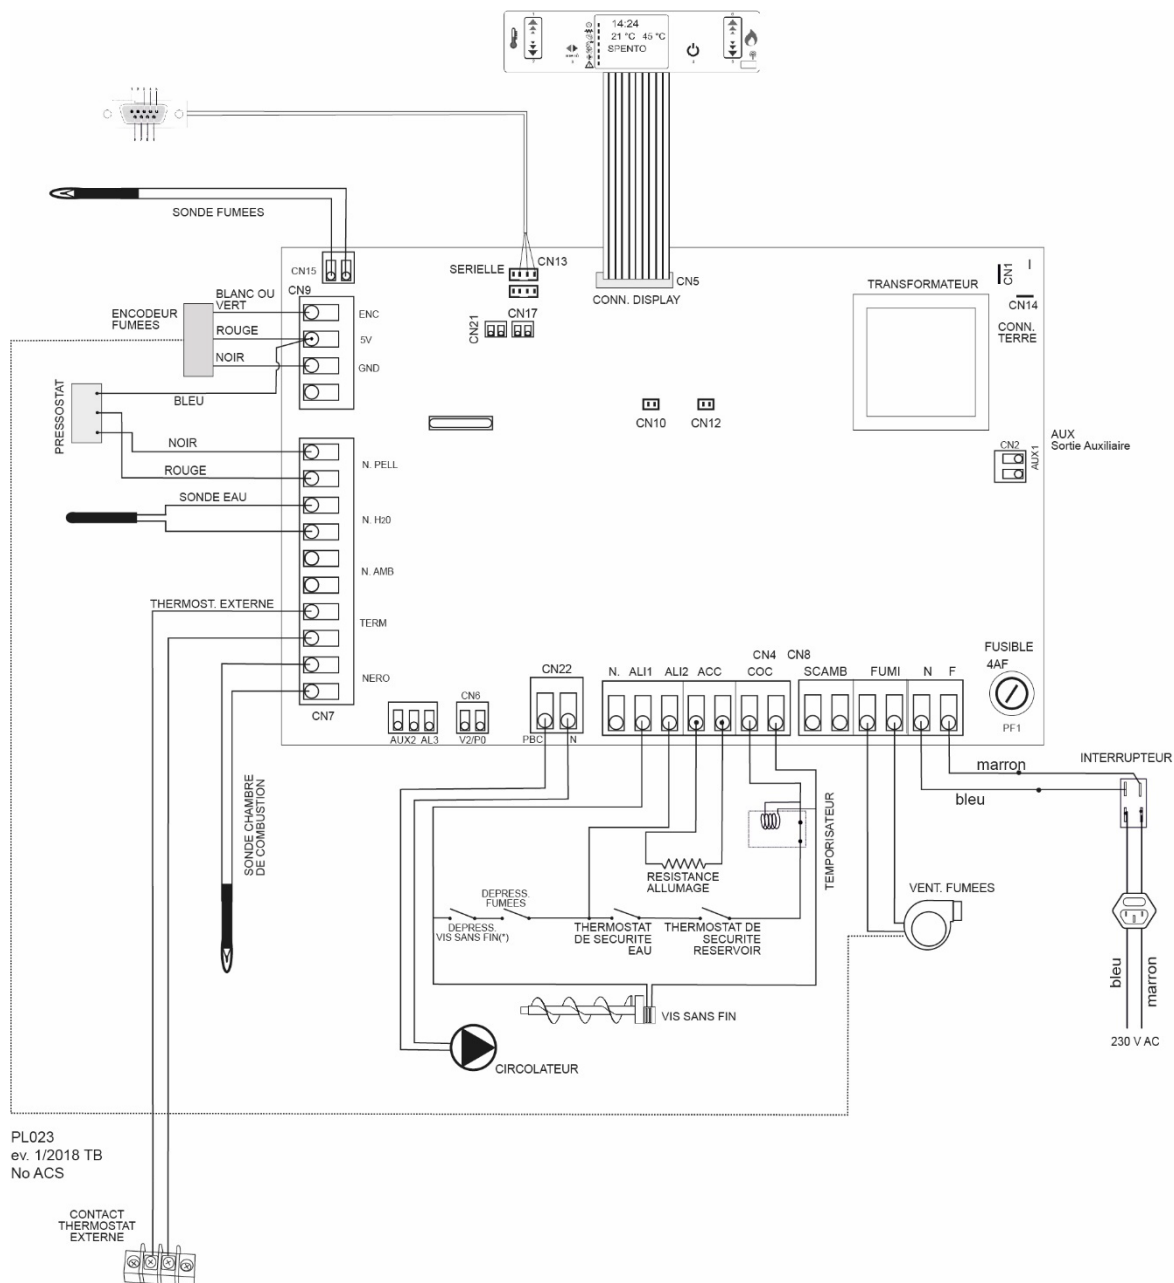 14:24
21 °C 45 °C
SPENTO
SONDE FUMEES
CN15
SERIELLE
CN13
CN5
CONN. DISPLAY
TRANSFORMATEUR
CN1
CN14
CONN.
TERRE
CN9
BLANC OU
VERT
ENC
ENCODEUR
FUMEES
ROUGE
5V
NOIR
GND
CN21
CN17
BLEU
PRESSOSTAT
CN10
CN12
AUX
Sortie Auxiliaire
CN2
AUX1
NOIR
N. PELL
ROUGE
SONDE EAU
N. H20
N. AMB
THERMOST. EXTERNE
TERM
NERO
CN7
AUX2 AL3
CN6
V2/P0
CN22
PBC
N
N. ALI1 ALI2 ACC
CN4
COC
CN8
SCAMB FUMI N F
FUSIBLE
4AF
PF1
marron
INTERRUPTEUR
bleu
SONDE CHAMBRE
DE COMBUSTION
TEMPORISATEUR
RESISTANCE
ALLUMAGE
DEPRESS.
FUMEES
DEPRESS.
VIS SANS FIN(*)
THERMOSTAT
DE SECURITE
EAU
THERMOSTAT DE
SECURITE
RESERVOIR
VENT. FUMEES
bleu
marron
VIS SANS FIN
230 V AC
CIRCOLATEUR
PL023
ev. 1/2018 TB
No ACS
CONTACT
THERMOSTAT
EXTERNE